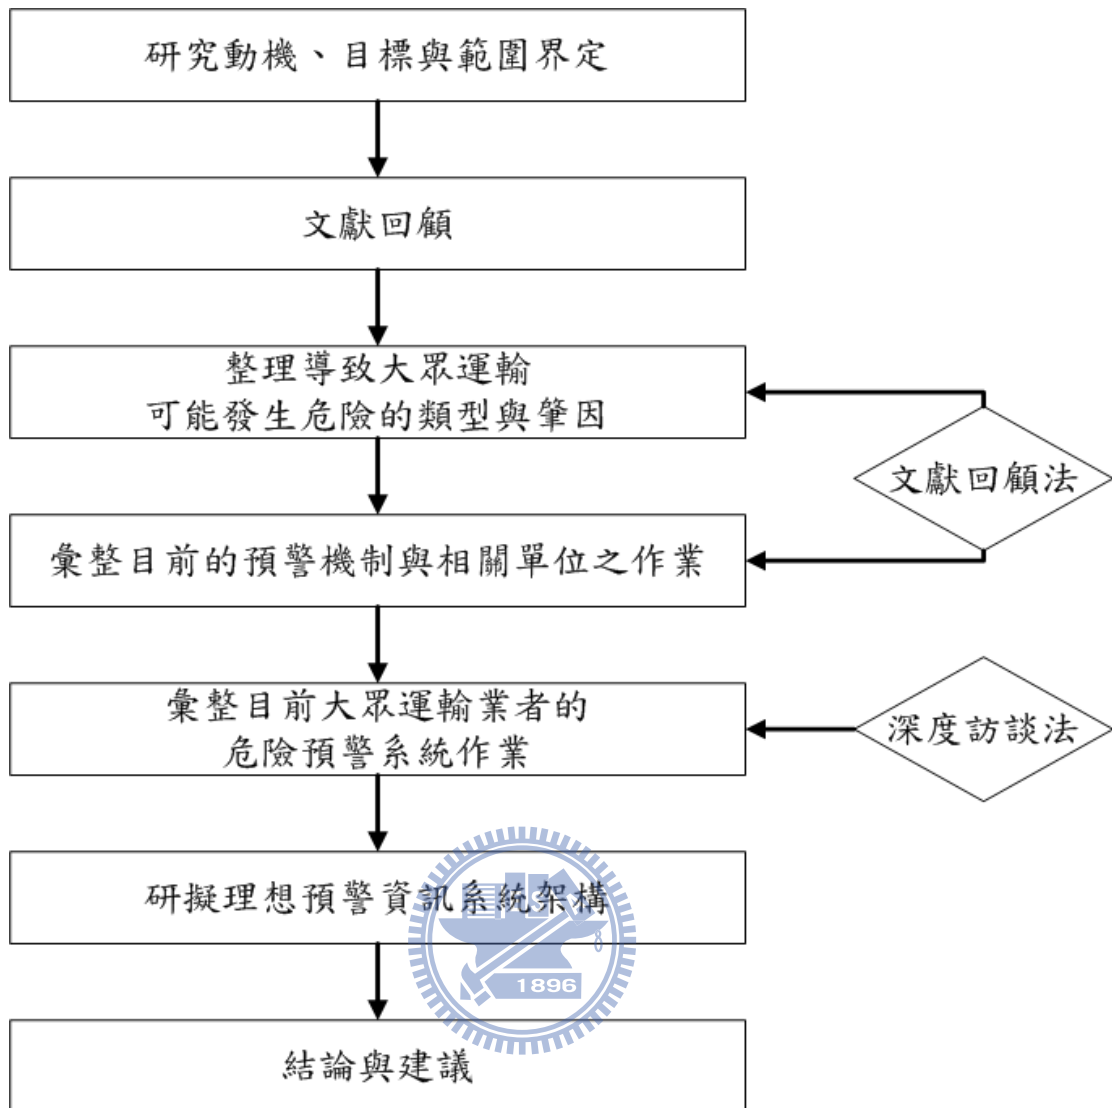 研究動機、目標與範圍界定
文獻回顧
整理導致大眾運輸
可能發生危險的類型與肇因
文獻回顧法
彙整目前的預警機制與相關單位之作業
彙整目前大眾運輸業者的
危險預警系統作業
深度訪談法
研擬理想預警資訊系統架構
1896
結論與建議